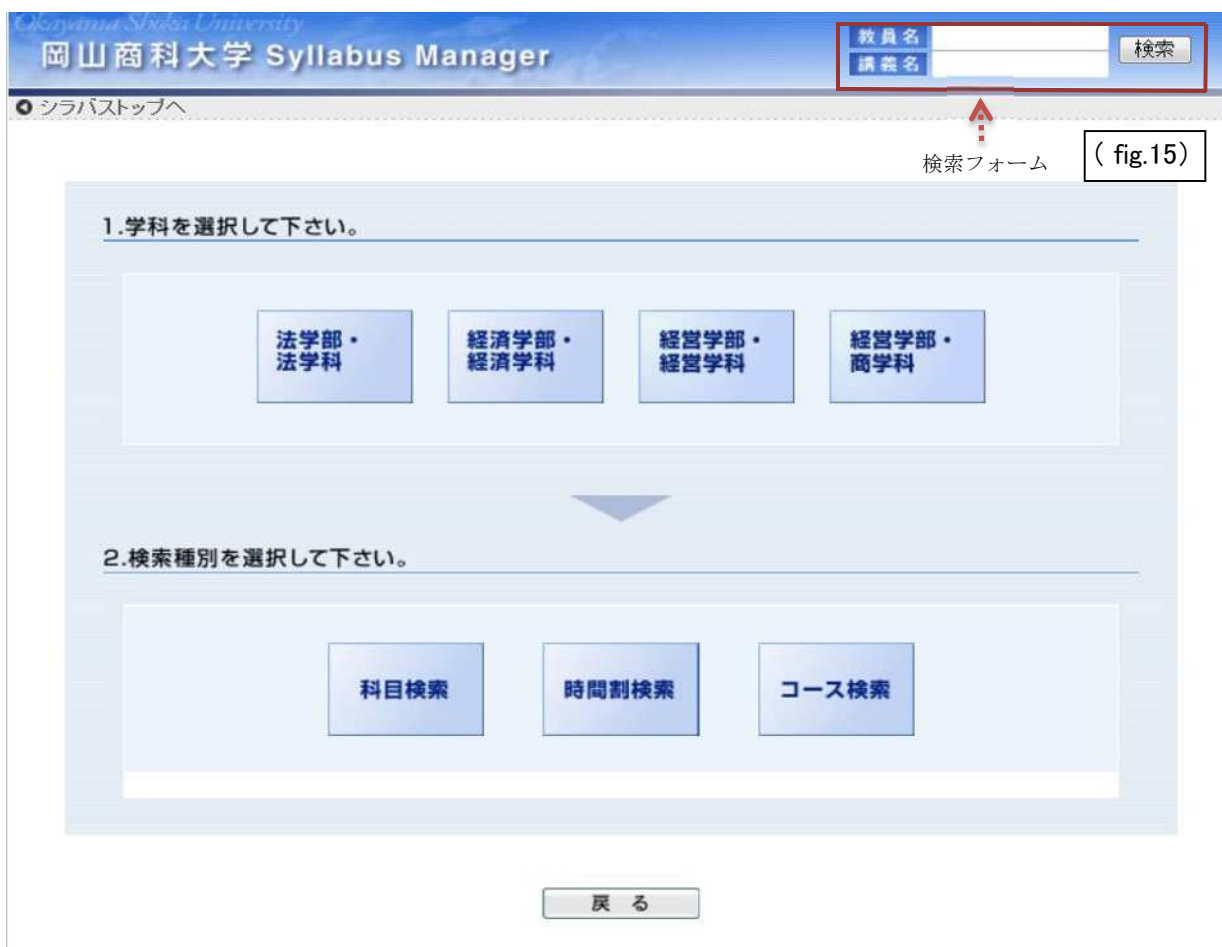 Okayama Shoka University
岡山商科大学 Syllabus Manager
教員名
講義名
検索
シラバストップへ
検索フォーム
( fig.15)
1.学科を選択して下さい。
法学部・
法学科
経済学部・
経済学科
経営学部・
経営学科
経営学部・
商学科
2.検索種別を選択して下さい。
科目検索
時間割検索
コース検索
戻 る